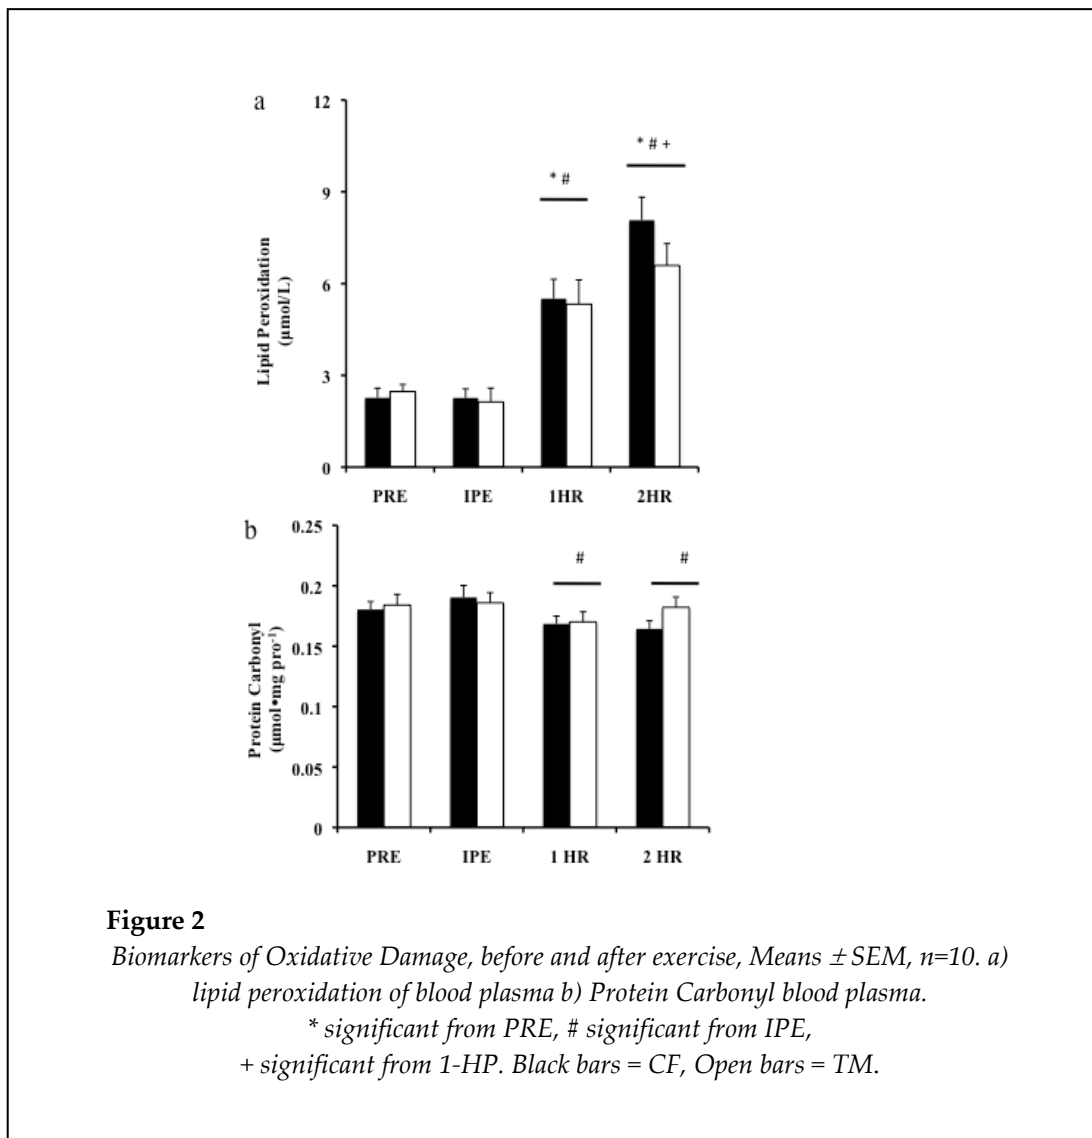 a
12
9
6
3
0
Lipid Peroxidation
(µmol/L)
* #
* # +
PRE IPE 1HR 2HR
b
0.25
0.2
0.15
0.1
0.05
0
Protein Carbonyl
(µmol•mg pro⁻¹)
#
#
PRE IPE 1 HR 2 HR
Figure 2
Biomarkers of Oxidative Damage, before and after exercise, Means ± SEM, n=10. a)
lipid peroxidation of blood plasma b) Protein Carbonyl blood plasma.
* significant from PRE, # significant from IPE,
+ significant from 1-HP. Black bars = CF, Open bars = TM.